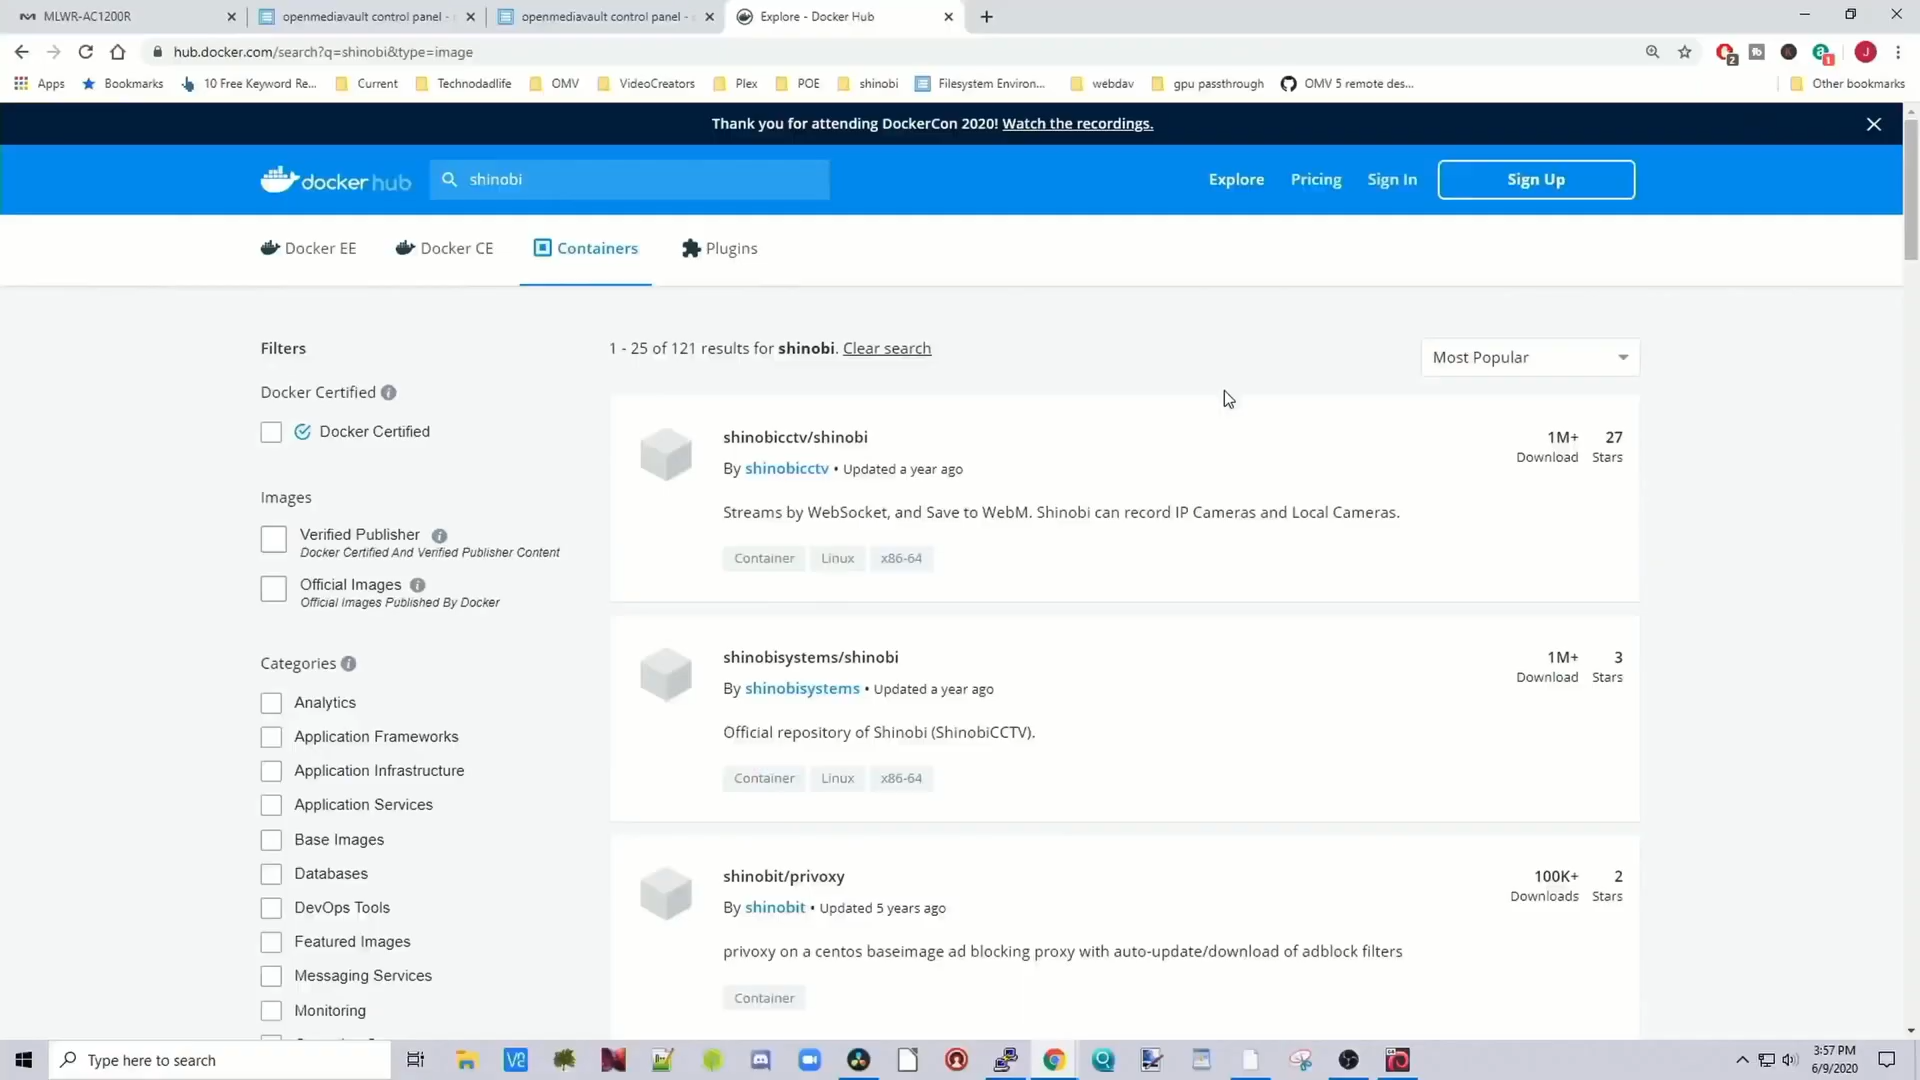 MLWR-AC1200R
openmediavault control panel -
openmediavault control panel -
Explore - Docker Hub
hub.docker.com/search?q=shinobi&type=image
2
1
J
Apps
Bookmarks
10 Free Keyword Re...
Current
Technodadlife
OMV
VideoCreators
Plex
POE
shinobi
Filesystem Environ...
webdav
gpu passthrough
OMV 5 remote des...
Other bookmarks
Thank you for attending DockerCon 2020! Watch the recordings.
docker hub
shinobi
Explore
Pricing
Sign In
Sign Up
Docker EE
Docker CE
Containers
Plugins
Filters
1 - 25 of 121 results for shinobi. Clear search
Most Popular
Docker Certified
Docker Certified
Images
Verified Publisher
Docker Certified And Verified Publisher Content
Official Images
Official Images Published By Docker
Categories
Analytics
Application Frameworks
Application Infrastructure
Application Services
Base Images
Databases
DevOps Tools
Featured Images
Messaging Services
Monitoring
shinobicctv/shinobi
By shinobicctv • Updated a year ago
1M+ 27
Download Stars
Streams by WebSocket, and Save to WebM. Shinobi can record IP Cameras and Local Cameras.
Container Linux x86-64
shinobisystems/shinobi
By shinobisystems • Updated a year ago
1M+ 3
Download Stars
Official repository of Shinobi (ShinobiCCTV).
Container Linux x86-64
shinobit/privoxy
By shinobit • Updated 5 years ago
100K+ 2
Downloads Stars
privoxy on a centos baseimage ad blocking proxy with auto-update/download of adblock filters
Container
Type here to search
3:57 PM
6/9/2020